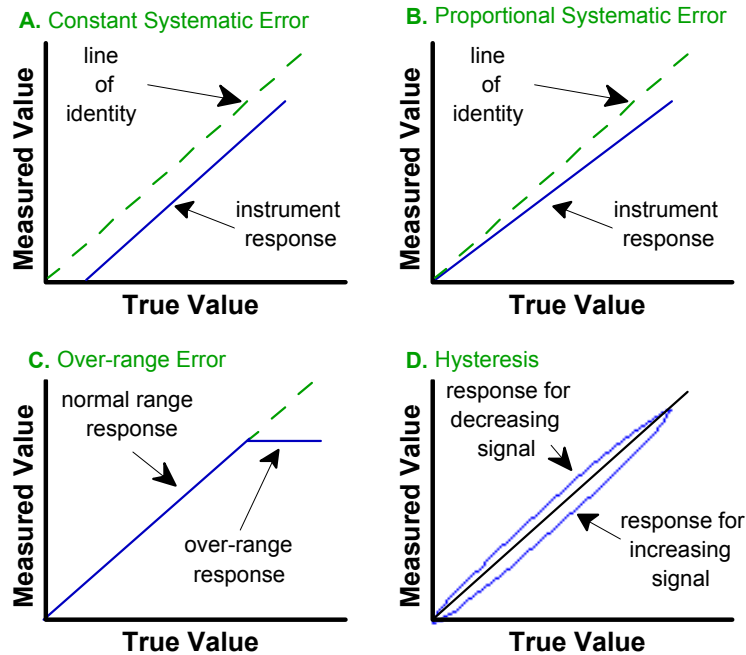 A. Constant Systematic Error
line
of
identity
instrument
response
Measured Value
True Value
B. Proportional Systematic Error
line
of
identity
instrument
response
Measured Value
True Value
C. Over-range Error
normal range
response
over-range
response
Measured Value
True Value
D. Hysteresis
response for
decreasing
signal
response for
increasing
signal
Measured Value
True Value